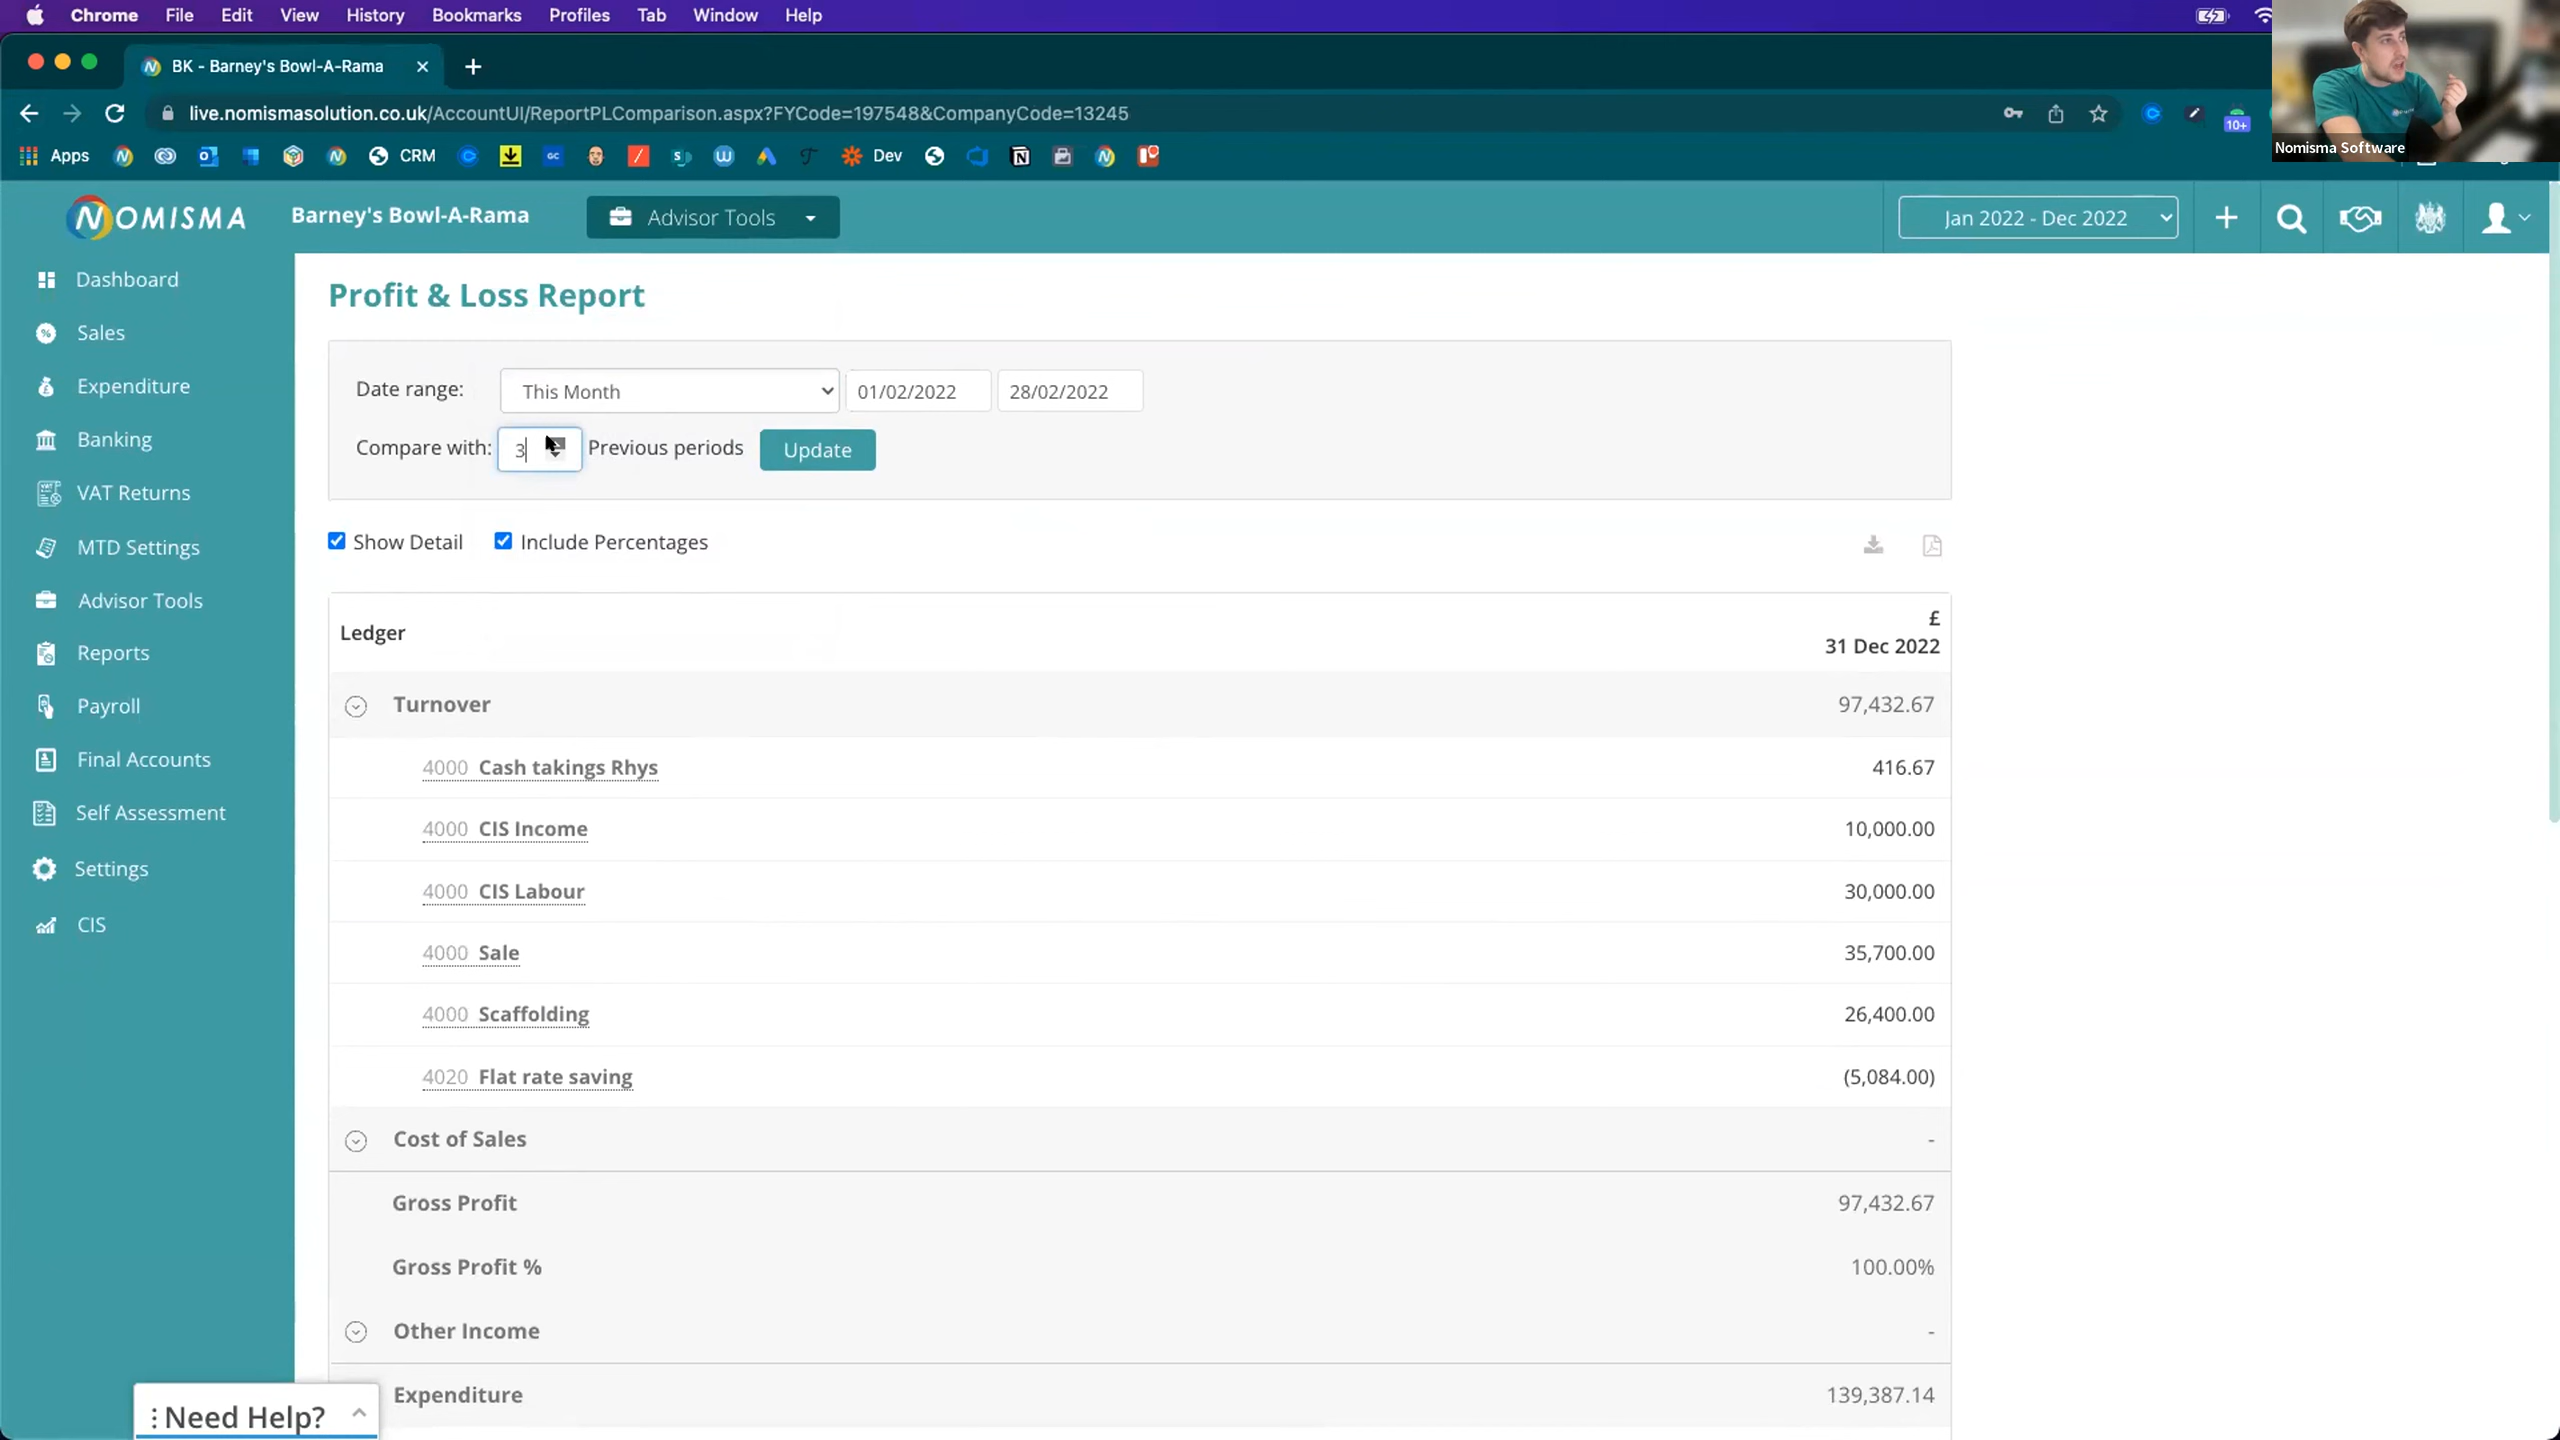 Chrome File Edit View History Bookmarks Profiles Tab Window Help
BK - Barney's Bowl-A-Rama
live.nomismasolution.co.uk/AccountUI/ReportPLComparison.aspx?FYCode=197548&CompanyCode=13245
10+
Apps CRM GC Dev
Nomisma Software
NOMISMA Barney's Bowl-A-Rama Advisor Tools Jan 2022 - Dec 2022
Dashboard
Sales
Expenditure
Banking
VAT Returns
MTD Settings
Advisor Tools
Reports
Payroll
Final Accounts
Self Assessment
Settings
CIS
Profit & Loss Report
Date range: This Month 01/02/2022 28/02/2022
Compare with: 3 Previous periods Update
Show Detail Include Percentages
Ledger £
31 Dec 2022
Turnover 97,432.67
4000 Cash takings Rhys 416.67
4000 CIS Income 10,000.00
4000 CIS Labour 30,000.00
4000 Sale 35,700.00
4000 Scaffolding 26,400.00
4020 Flat rate saving (5,084.00)
Cost of Sales -
Gross Profit 97,432.67
Gross Profit % 100.00%
Other Income -
Expenditure 139,387.14
Need Help?